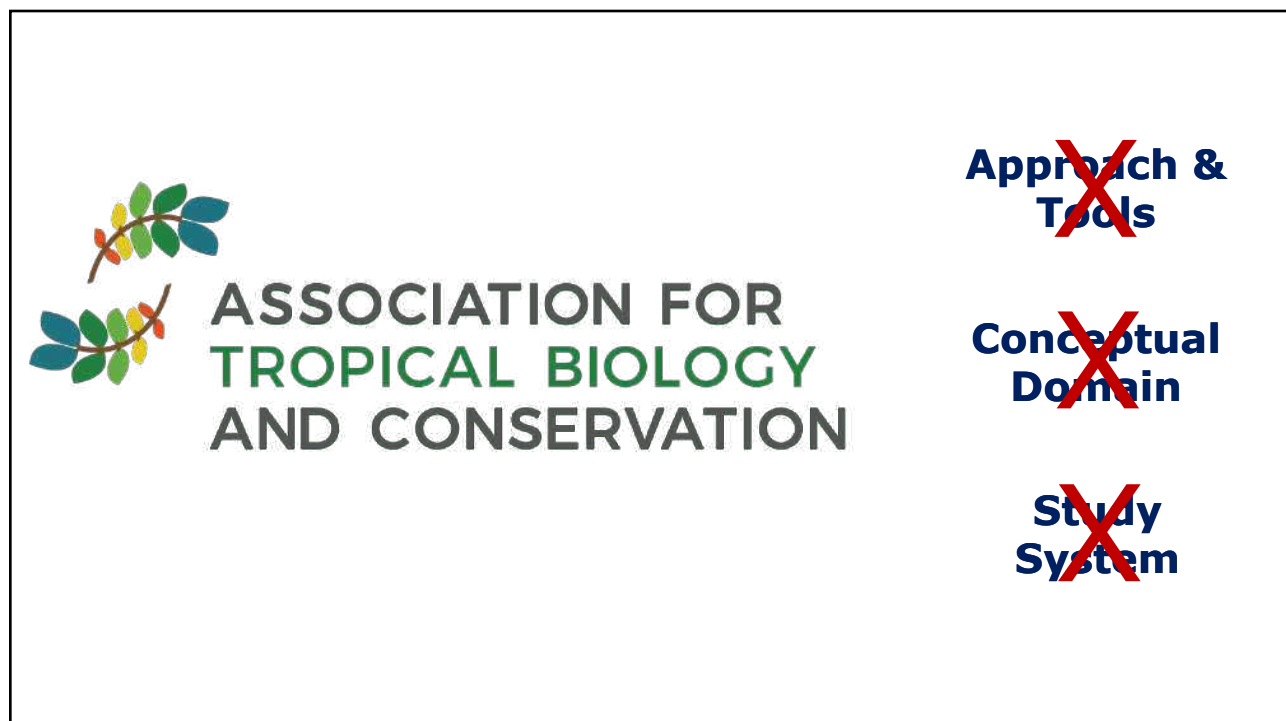 ASSOCIATION FOR
TROPICAL BIOLOGY
AND CONSERVATION
Approach &
Tools
Conceptual
Domain
Study
System